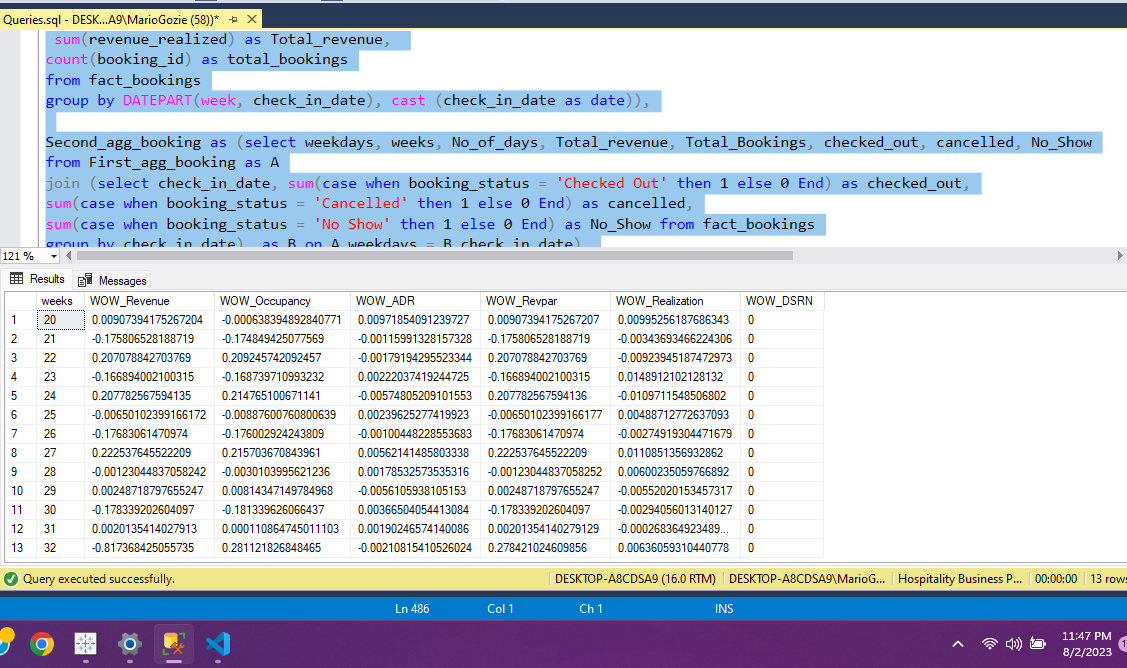 Queries.sql - DESK...A9\MarioGozie (58))*
sum(revenue_realized) as Total_revenue,
count(booking_id) as total_bookings
from fact_bookings
group by DATEPART(week, check_in_date), cast (check_in_date as date)),
Second_agg_booking as (select weekdays, weeks, No_of_days, Total_revenue, Total_Bookings, checked_out, cancelled, No_Show
from First_agg_booking as A
join (select check_in_date, sum(case when booking_status = 'Checked Out' then 1 else 0 End) as checked_out,
sum(case when booking_status = 'Cancelled' then 1 else 0 End) as cancelled,
sum(case when booking_status = 'No Show' then 1 else 0 End) as No_Show from fact_bookings
group by check_in_date) as B on A.weekdays = B.check_in_date)
121 %
Results Messages
weeks WOW_Revenue WOW_Occupancy WOW_ADR WOW_Revpar WOW_Realization WOW_DSRN
1 20 0.00907394175267204 -0.000638394892840771 0.00971854091239727 0.00907394175267207 0.00995256187686343 0
2 21 -0.175806528188719 -0.174849425077569 -0.00115991328157328 -0.175806528188719 -0.00343693466224306 0
3 22 0.207078842703769 0.209245742092457 -0.00179194295523344 0.207078842703769 -0.00923945187472973 0
4 23 -0.166894002100315 -0.168739710993232 0.00222037419244725 -0.166894002100315 0.0148912102128132 0
5 24 0.207782567594135 0.214765100671141 -0.00574805209101553 0.207782567594136 -0.0109711548506802 0
6 25 -0.00650102399166172 -0.00887600760800639 0.00239625277419923 -0.00650102399166177 0.00488712772637093 0
7 26 -0.17683061470974 -0.176002924243809 -0.00100448228553683 -0.17683061470974 -0.00274919304471679 0
8 27 0.222537645522209 0.215703670843961 0.00562141485803338 0.222537645522209 0.0110851356932862 0
9 28 -0.00123044837058242 -0.0030103995621236 0.00178532573535316 -0.00123044837058252 0.00600235059766892 0
10 29 0.00248718797655247 0.00814347149784968 -0.0056105938105153 0.00248718797655247 -0.00552020153457317 0
11 30 -0.178339202604097 -0.181339626066437 0.00366504054413084 -0.178339202604097 -0.00294056013140127 0
12 31 0.0020135414027913 0.000110864745011103 0.00190246574140086 0.00201354140279129 -0.000268364923489... 0
13 32 -0.817368425055735 0.281121826848465 -0.00210815410526024 0.278421024609856 0.00636059310440778 0
Query executed successfully. DESKTOP-A8CDSA9 (16.0 RTM) DESKTOP-A8CDSA9\MarioG... Hospitality Business P... 00:00:00 13 rows
Ln 486 Col 1 Ch 1 INS
11:47 PM
8/2/2023